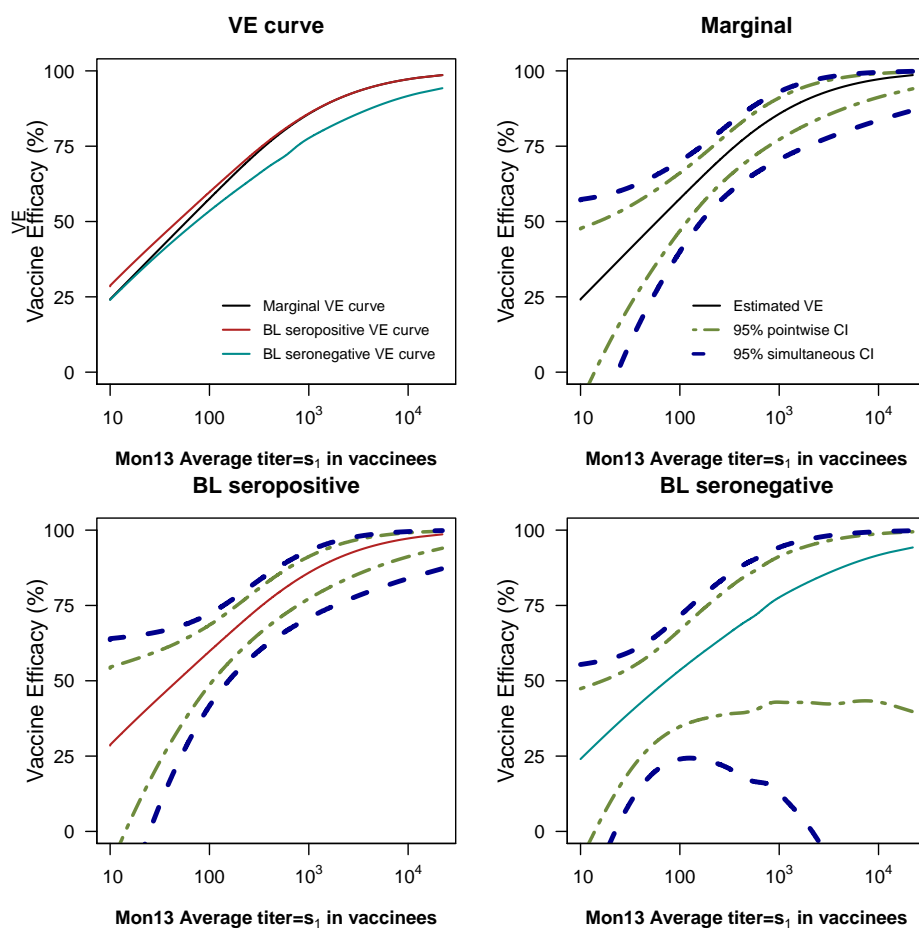 VE curve
100
75
50
25
0
Vaccine Efficacy (%)
VE
Marginal VE curve
BL seropositive VE curve
BL seronegative VE curve
10
100
10³
10⁴
Mon13 Average titer=s₁ in vaccinees
Marginal
100
75
50
25
0
Vaccine Efficacy (%)
Estimated VE
95% pointwise CI
95% simultaneous CI
10
100
10³
10⁴
Mon13 Average titer=s₁ in vaccinees
BL seropositive
100
75
50
25
0
Vaccine Efficacy (%)
10
100
10³
10⁴
Mon13 Average titer=s₁ in vaccinees
BL seronegative
100
75
50
25
0
Vaccine Efficacy (%)
10
100
10³
10⁴
Mon13 Average titer=s₁ in vaccinees